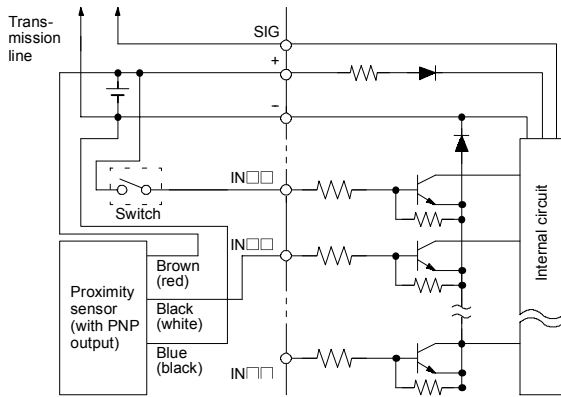 Trans-
mission
line
SIG
+
−
IN□□
Switch
IN□□
Brown
(red)
Black
(white)
Blue
(black)
Proximity
sensor
(with PNP
output)
IN□□
Internal circuit